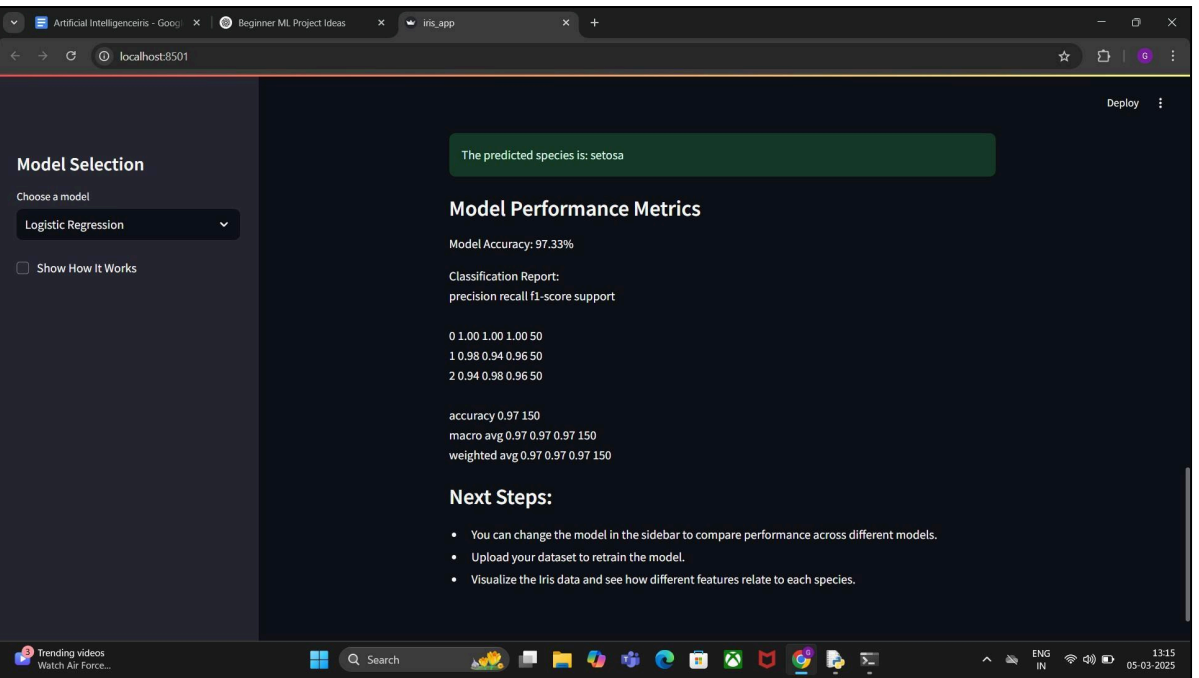 Artificial Intelligenceiris - Goog
Beginner ML Project Ideas
iris_app
localhost:8501
G
Deploy
Model Selection
Choose a model
Logistic Regression
Show How It Works
The predicted species is: setosa
Model Performance Metrics
Model Accuracy: 97.33%
Classification Report:
precision recall f1-score support
0 1.00 1.00 1.00 50
1 0.98 0.94 0.96 50
2 0.94 0.98 0.96 50
accuracy 0.97 150
macro avg 0.97 0.97 0.97 150
weighted avg 0.97 0.97 0.97 150
Next Steps:
• You can change the model in the sidebar to compare performance across different models.
• Upload your dataset to retrain the model.
• Visualize the Iris data and see how different features relate to each species.
3
Trending videos
Watch Air Force...
Search
G
ENG
IN
13:15
05-03-2025